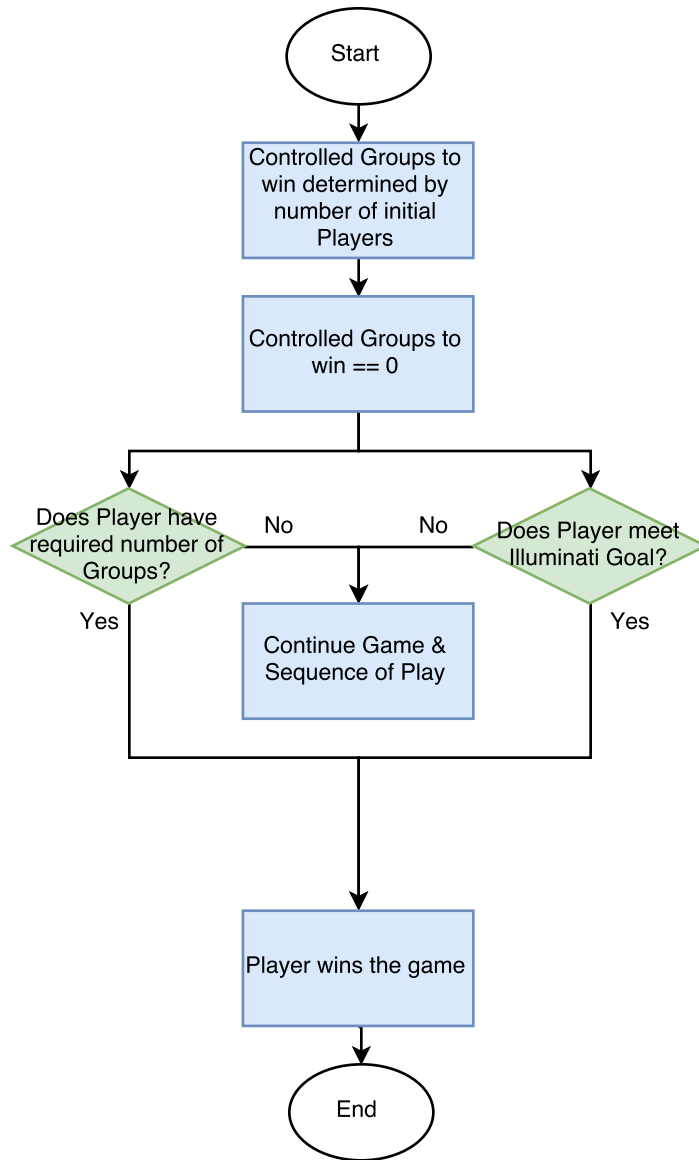 Start
Controlled Groups to
win determined by
number of initial
Players
Controlled Groups to
win == 0
Does Player have
required number of
Groups?
No
No
Does Player meet
Illuminati Goal?
Yes
Yes
Continue Game &
Sequence of Play
Player wins the game
End